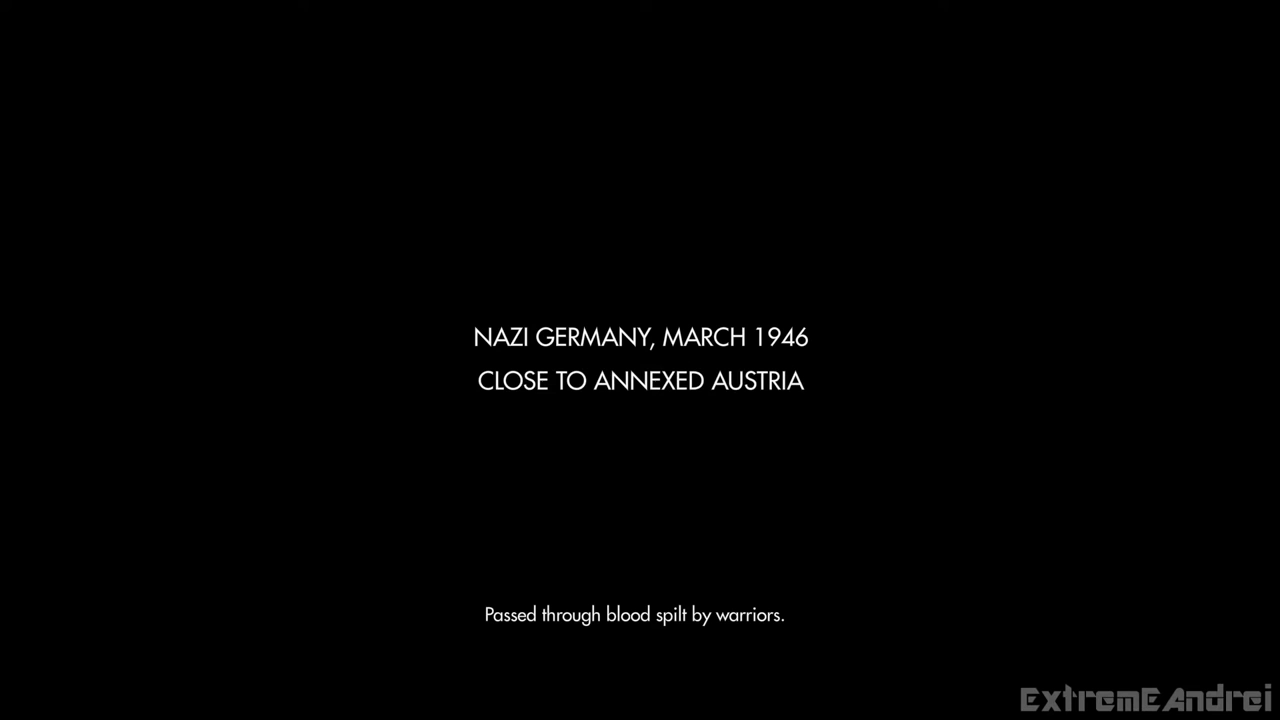 NAZI GERMANY, MARCH 1946
CLOSE TO ANNEXED AUSTRIA
Passed through blood spilt by warriors.
ExtremEAndrei